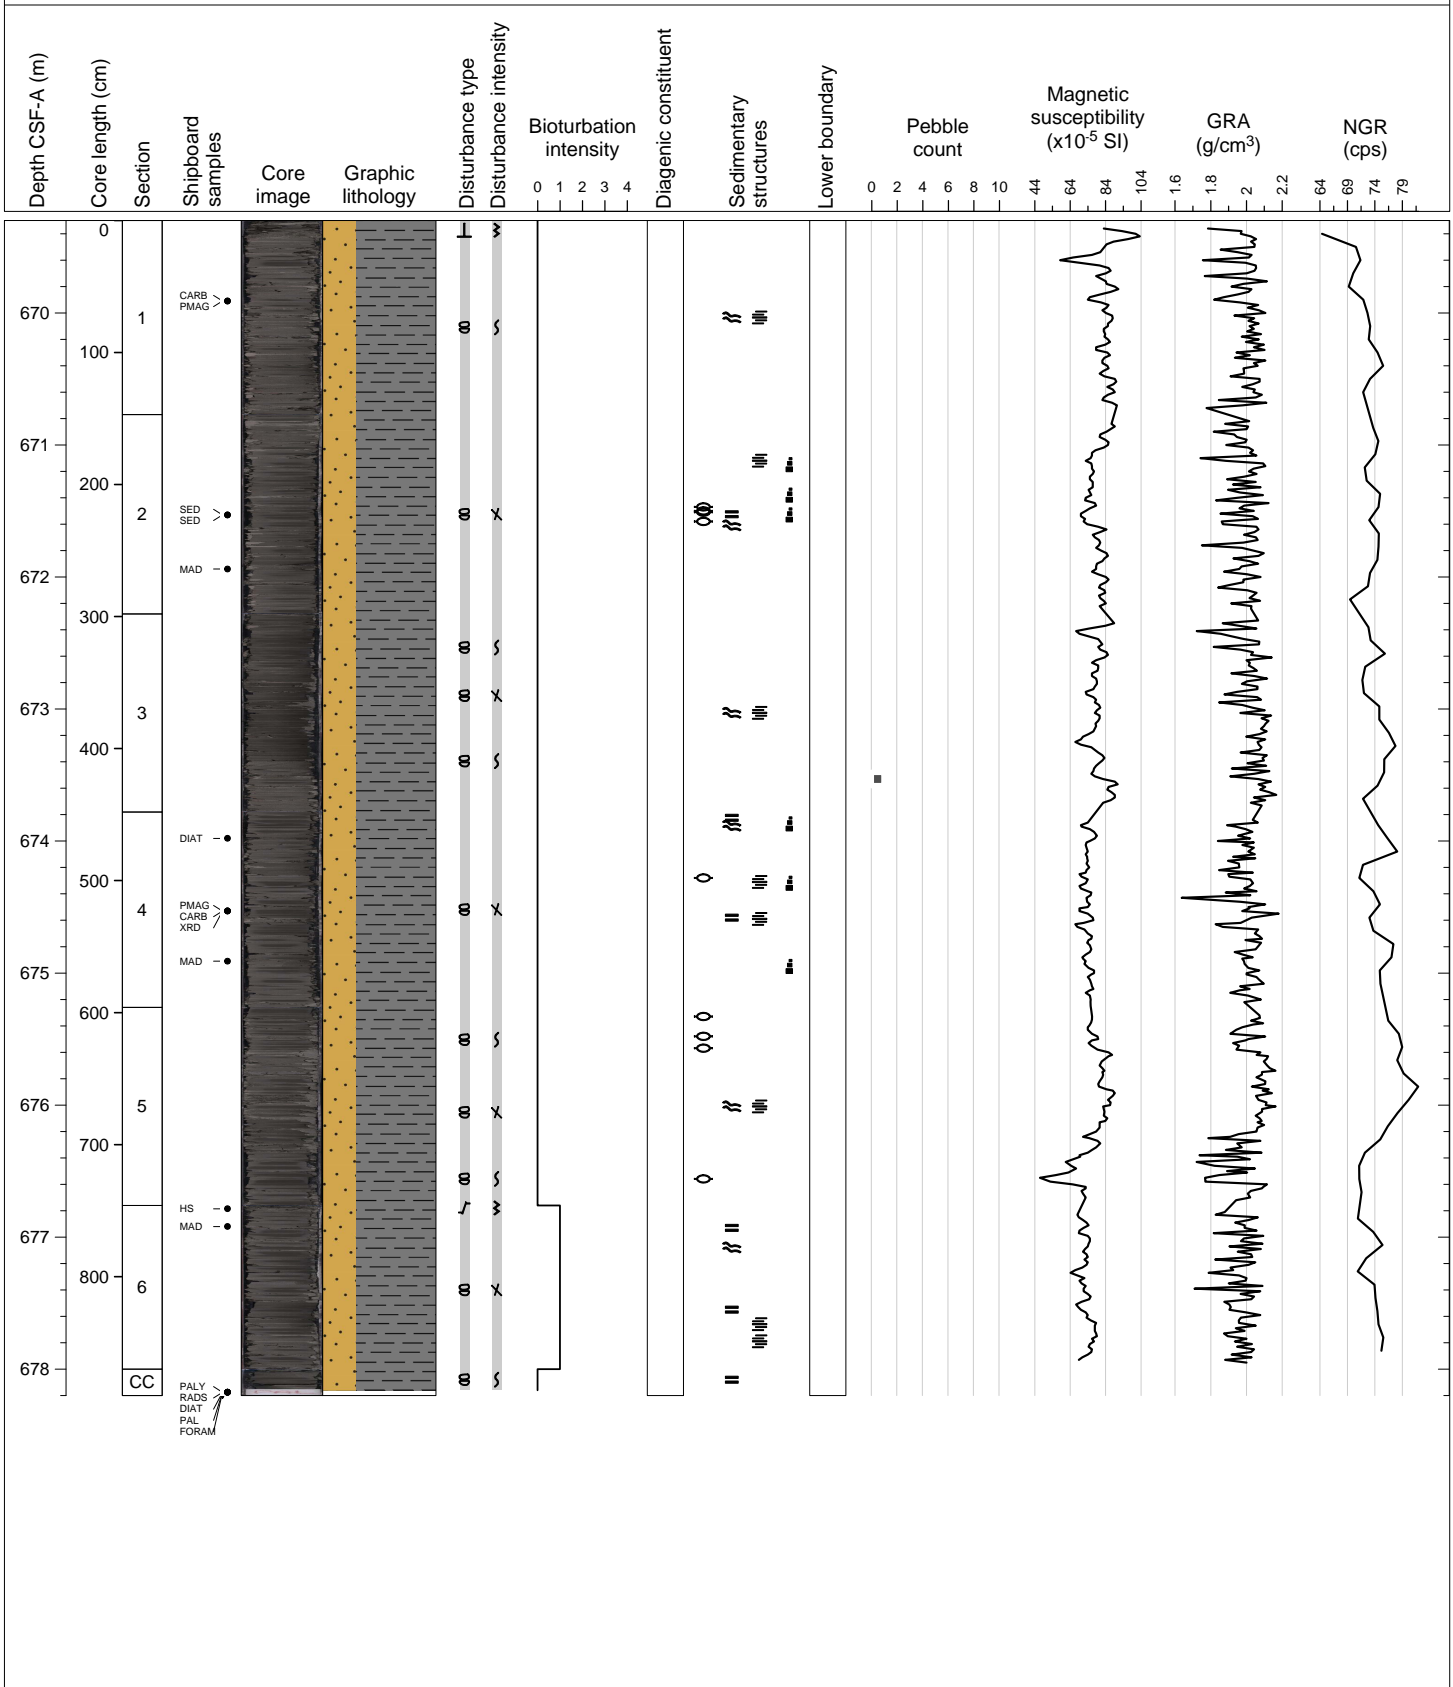 Depth CSF-A (m)
Core length (cm)
Section
Shipboard
samples
Core
image
Graphic
lithology
Disturbance type
Disturbance intensity
Bioturbation
intensity
0 1 2 3 4
Diagenic constituent
Sedimentary
structures
Lower boundary
Pebble
count
0 2 4 6 8 10
Magnetic
susceptibility
(x10-5 SI)
44 64 84 104
GRA
(g/cm3)
1.6 1.8 2 2.2
NGR
(cps)
64 69 74 79
0
CARB
PMAG
670
1
100
671
200
SED
2
SED
MAD
672
300
673
3
400
DIAT
674
500
PMAG
4
CARB
XRD
MAD
675
600
676
5
700
HS
MAD
677
800
6
678
CC
PALY
RADS
DIAT
PAL
FORAM